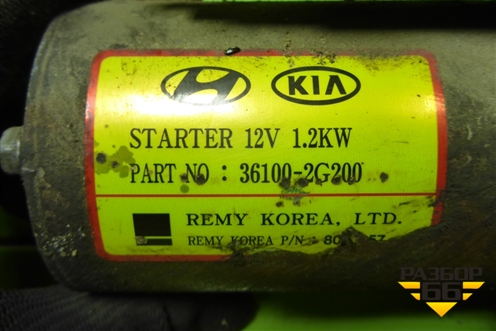 KIA
STARTER 12V 1.2KW
PART NO : 36100-2G200
REMY KOREA, LTD.
REMY KOREA P/N :
РАЗБОР
66